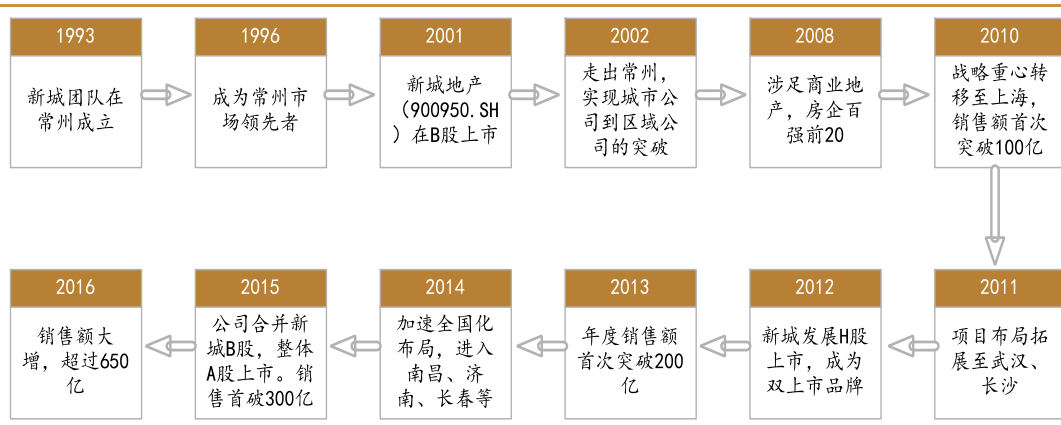 1993
新城团队在
常州成立
1996
成为常州市
场领先者
2001
新城地产
（900950.SH
）在B股上市
2002
走出常州，
实现城市公
司到区域公
司的突破
2008
涉足商业地
产，房企百
强前20
2010
战略重心转
移至上海，
销售额首次
突破100亿
2011
项目布局拓
展至武汉、
长沙
2012
新城发展H股
上市，成为
双上市品牌
2013
年度销售额
首次突破200
亿
2014
加速全国化
布局，进入
南昌、济
南、长春等
2015
公司合并新
城B股，整体
A股上市。销
售首破300亿
2016
销售额大
增，超过650
亿